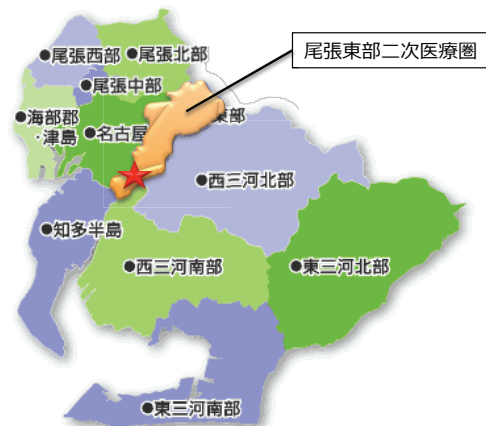 ●尾張西部
●尾張北部
尾張東部二次医療圏
●尾張中部
●海部郡
・津島
●名古屋
東部
●西三河北部
●知多半島
●西三河南部
●東三河北部
●東三河南部